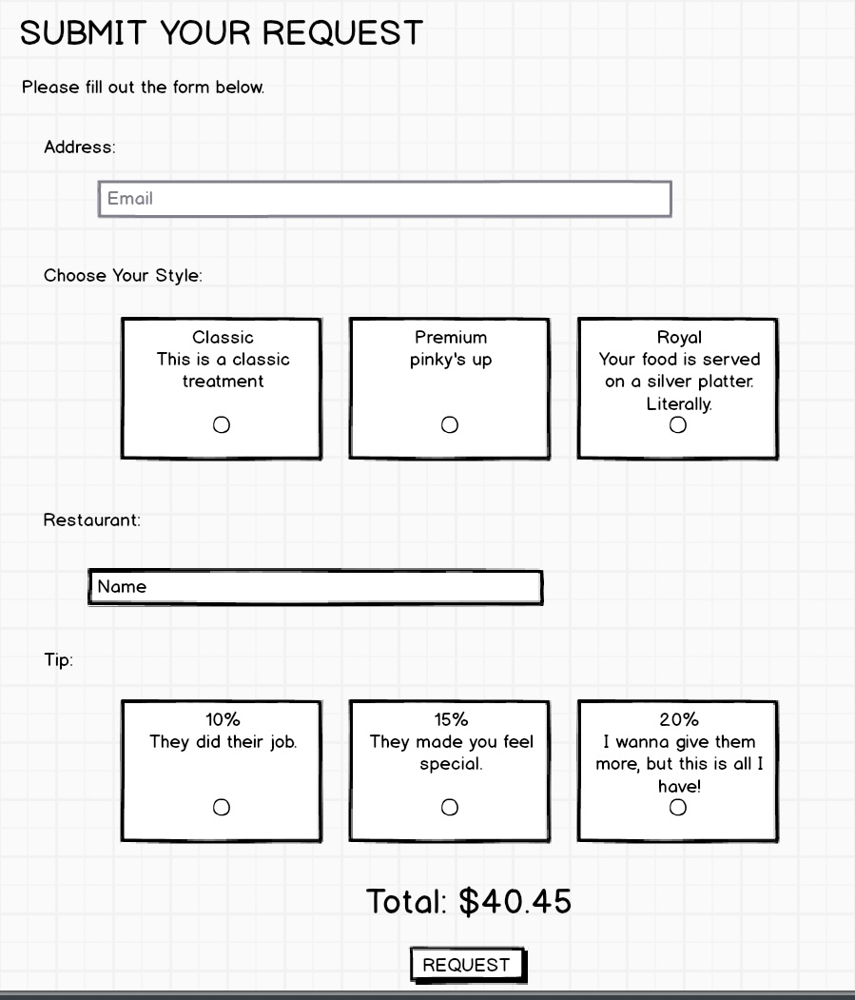 SUBMIT YOUR REQUEST
Please fill out the form below.
Address:
Email
Choose Your Style:
Classic
This is a classic
treatment
Premium
pinky's up
Royal
Your food is served
on a silver platter.
Literally.
Restaurant:
Name
Tip:
10%
They did their job.
15%
They made you feel
special.
20%
I wanna give them
more, but this is all I
have!
Total: $40.45
REQUEST